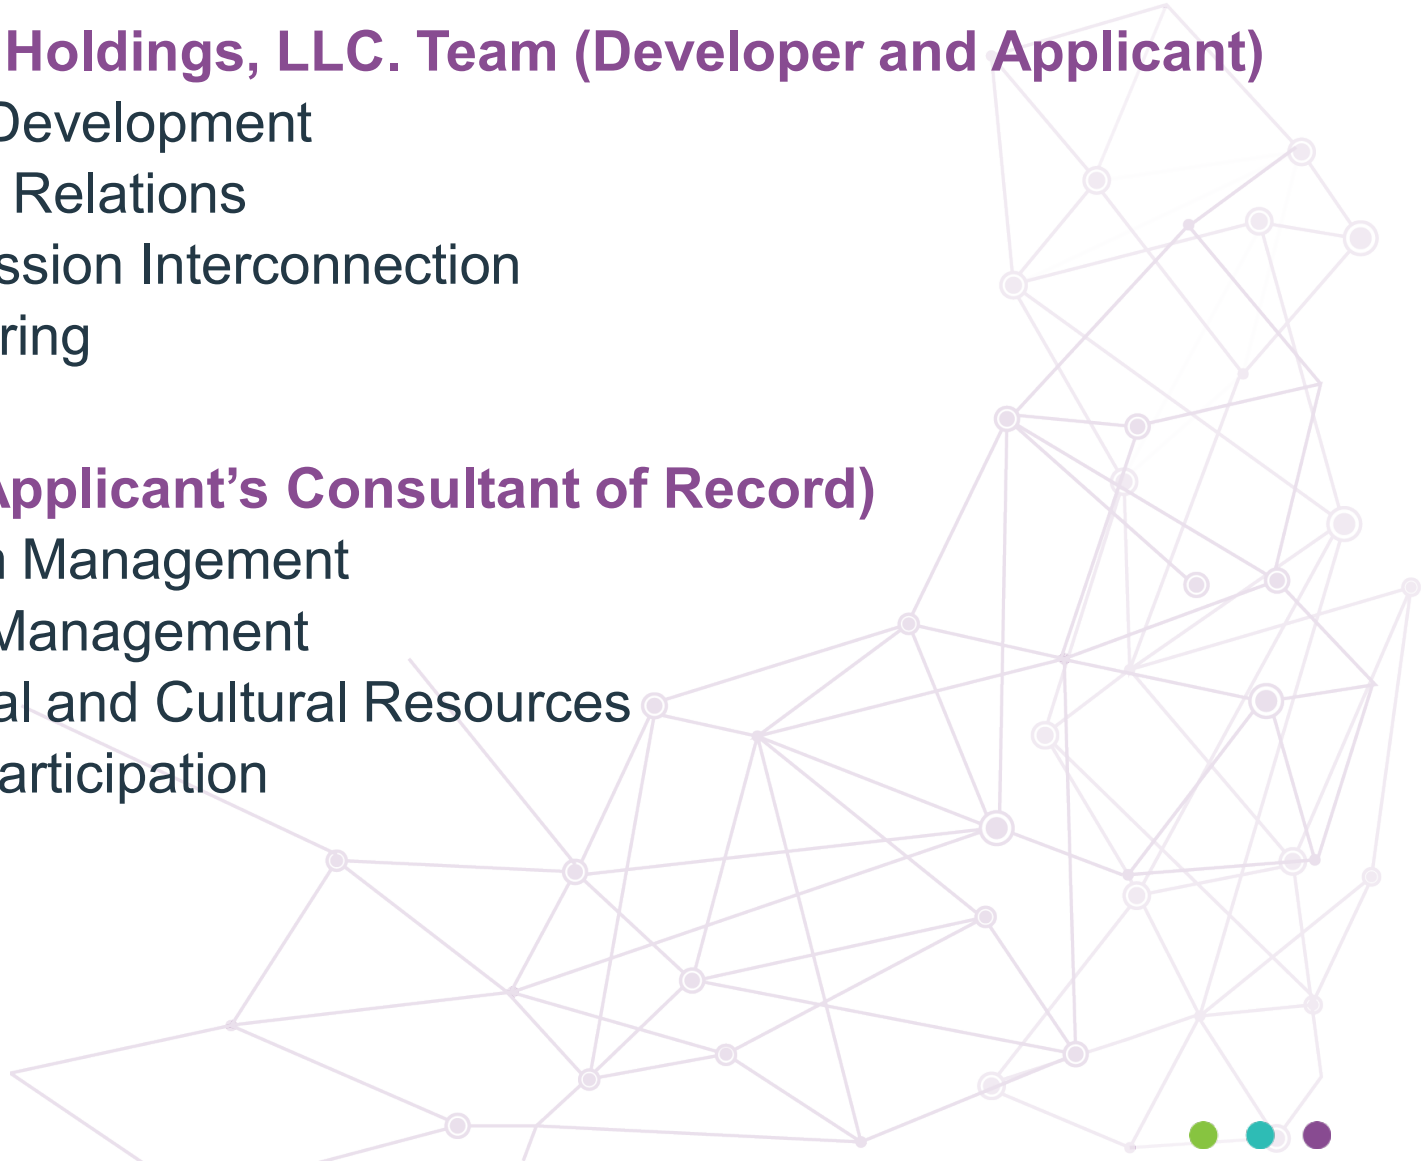 Holdings, LLC. Team (Developer and Applicant)
Development
Relations
ssion Interconnection
ring
Applicant’s Consultant of Record)
Management
Management
al and Cultural Resources
articipation